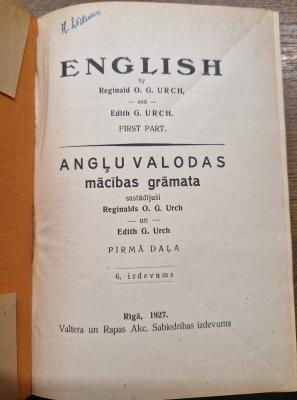 ENGLISH
by
Reginald O. G. URCH,
— and —
Edith G. URCH.
FIRST PART.
ANGĻU VALODAS
mācības grāmata
sastādījuši
Reginalds O. G. Urch
— un —
Edith G. Urch
PIRMĀ DAĻA
6. izdevums
Rīgā, 1927.
Valtera un Rapas Akc. Sabiedrības izdevums